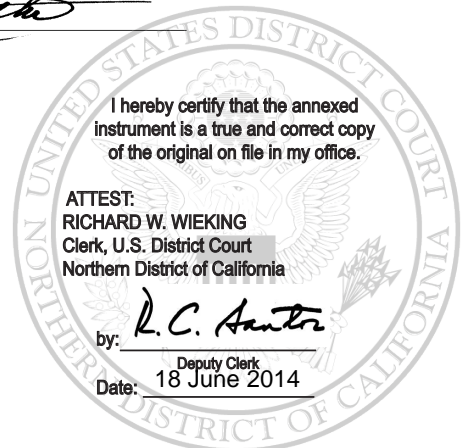 UNITED STATES DISTRICT COURT
I hereby certify that the annexed
instrument is a true and correct copy
of the original on file in my office.
ATTEST:
RICHARD W. WIEKING
Clerk, U.S. District Court
Northern District of California
by: R. C. Santos
Deputy Clerk
Date: 18 June 2014
NORTHERN DISTRICT OF CALIFORNIA